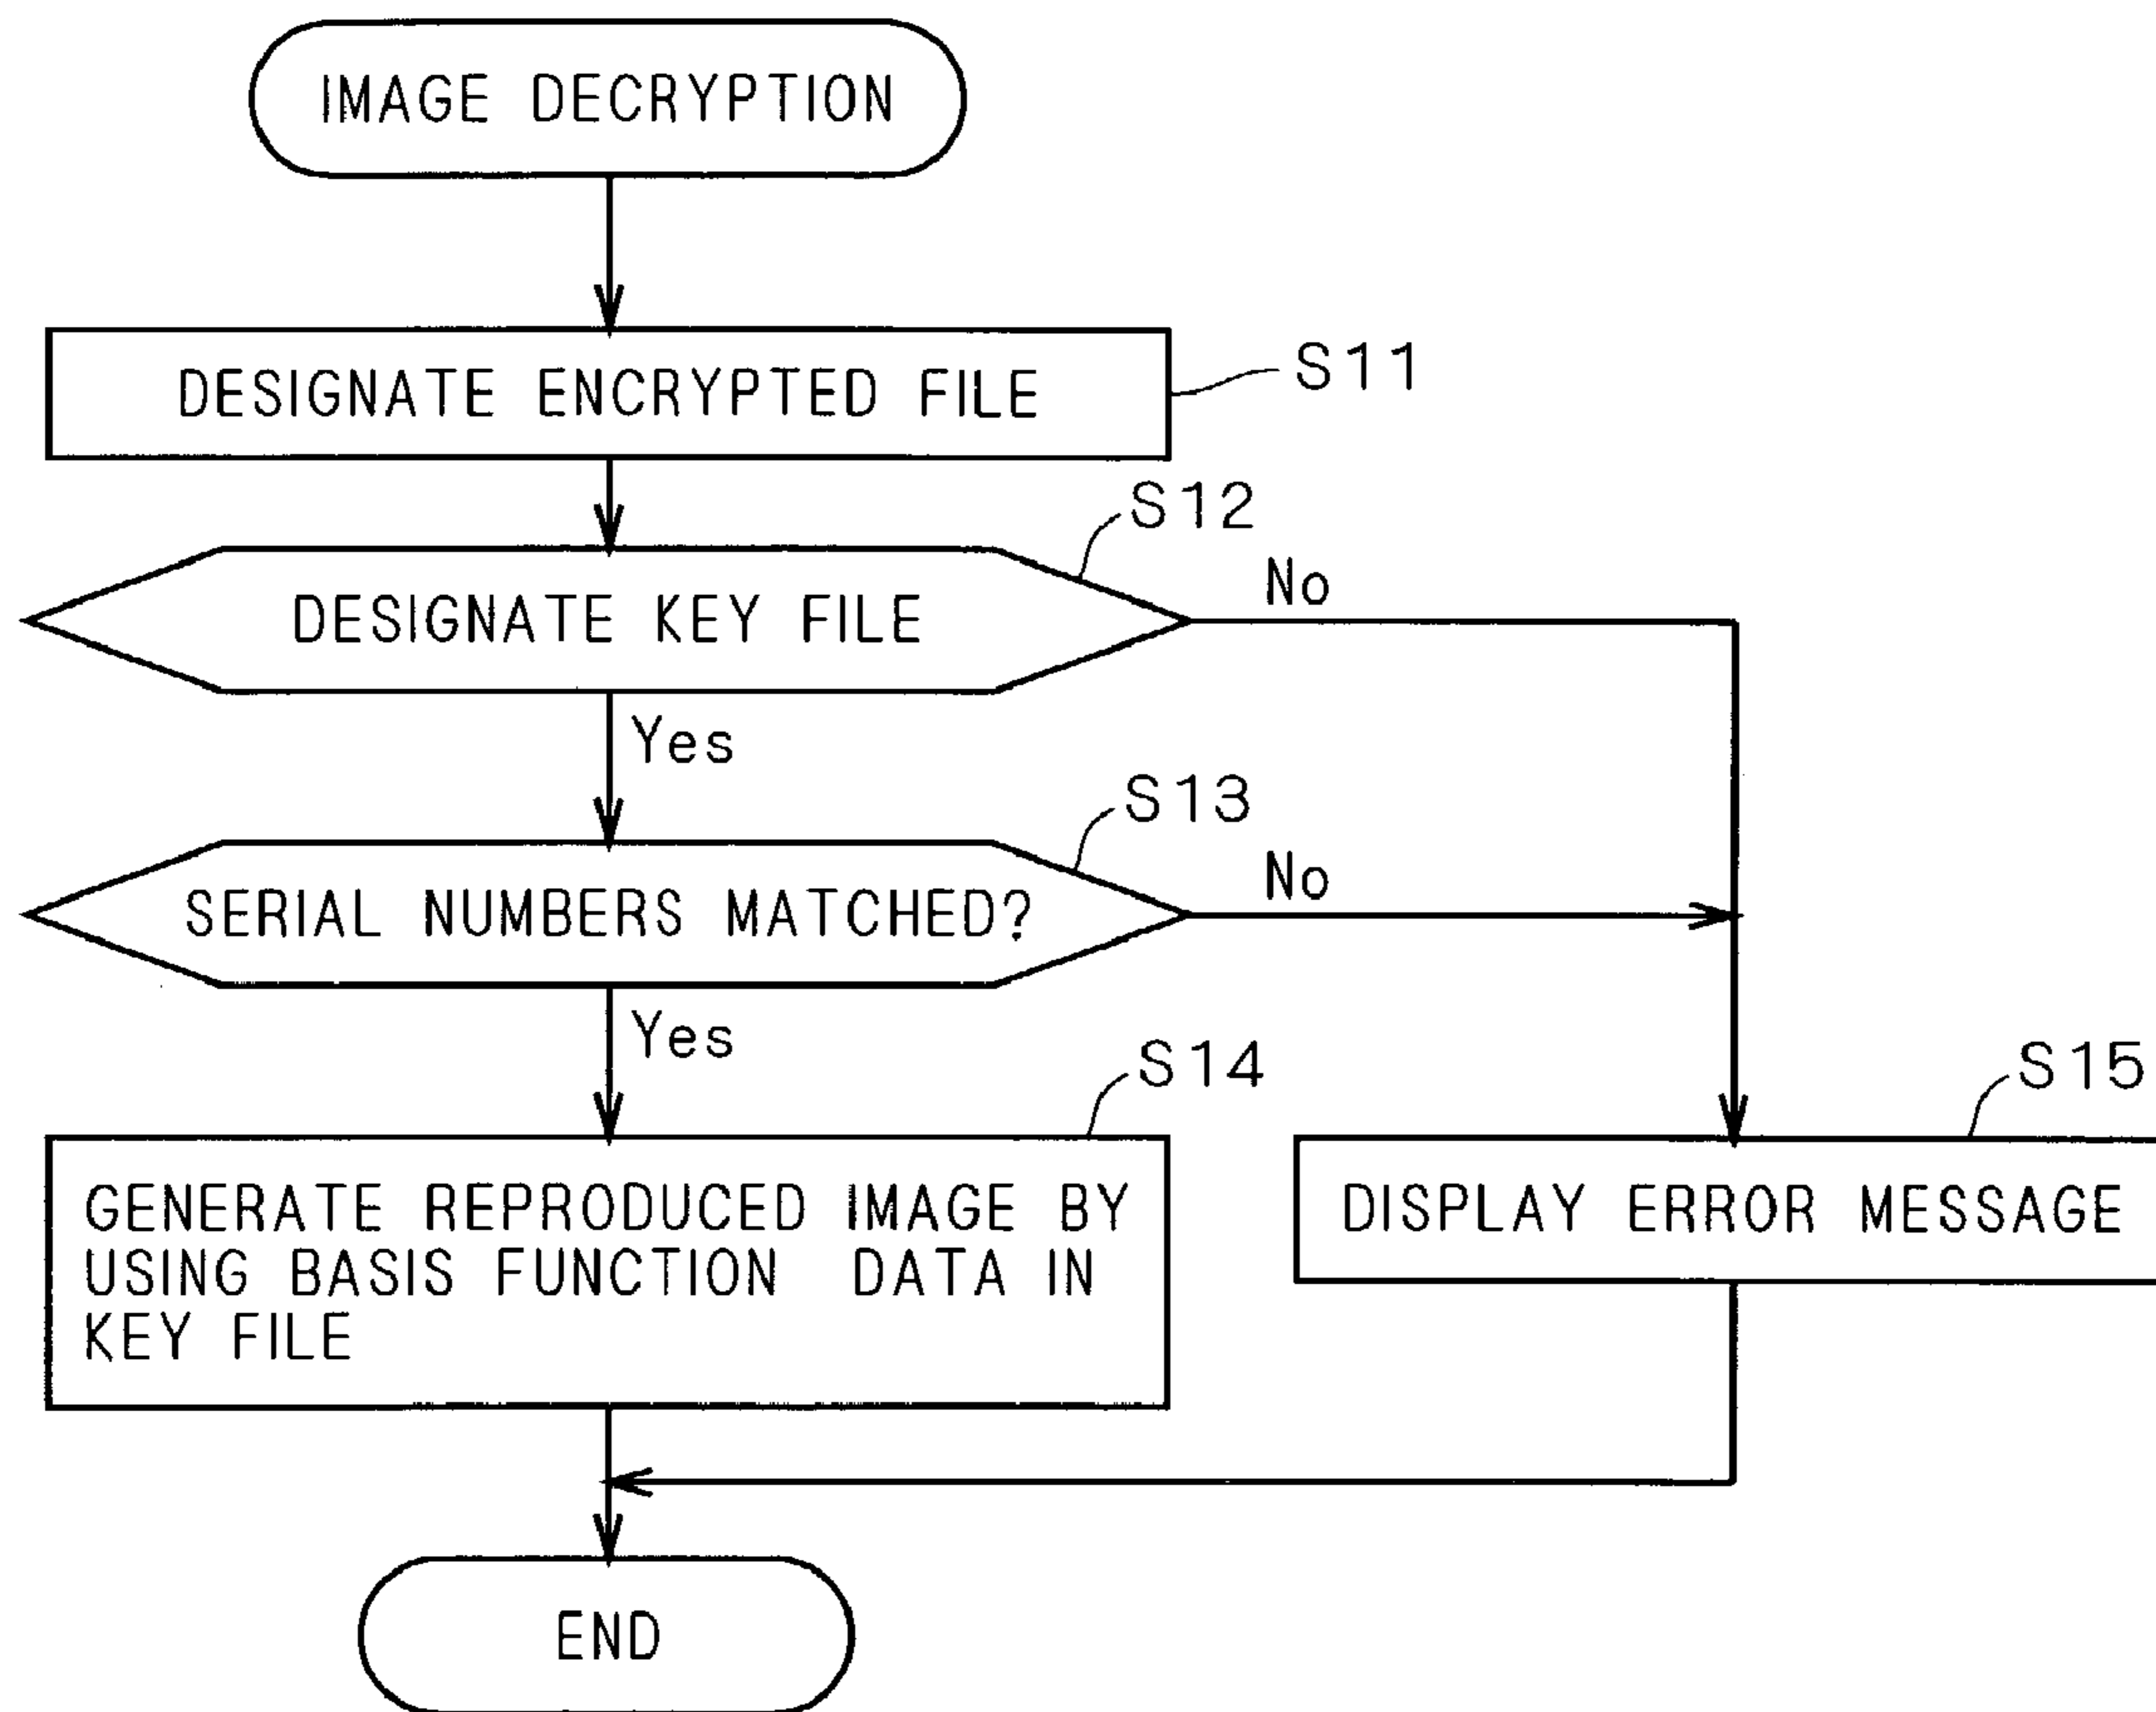 IMAGE DECRYPTION
DESIGNATE ENCRYPTED FILE
S11
S12
DESIGNATE KEY FILE
No
Yes
S13
SERIAL NUMBERS MATCHED?
No
Yes
S14
GENERATE REPRODUCED IMAGE BY
USING BASIS FUNCTION DATA IN
KEY FILE
S15
DISPLAY ERROR MESSAGE
END